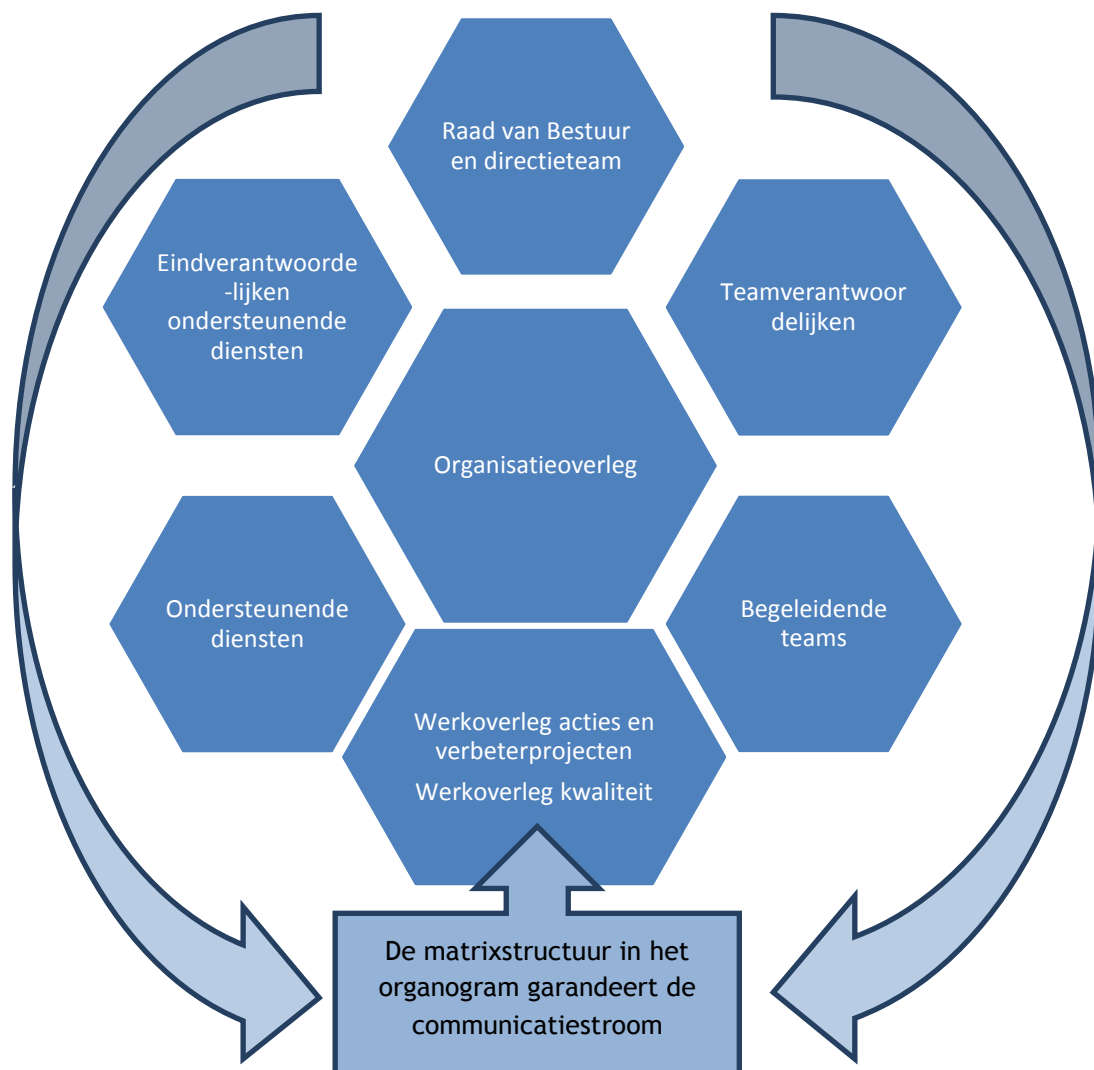 Raad van Bestuur
en directieteam
Eindverantwoorde
-lijken
ondersteunende
diensten
Teamverantwoor
delijken
Organisatieoverleg
Ondersteunende
diensten
Begeleidende
teams
Werkoverleg acties en
verbeterprojecten
Werkoverleg kwaliteit
De matrixstructuur in het
organogram garandeert de
communicatiestroom